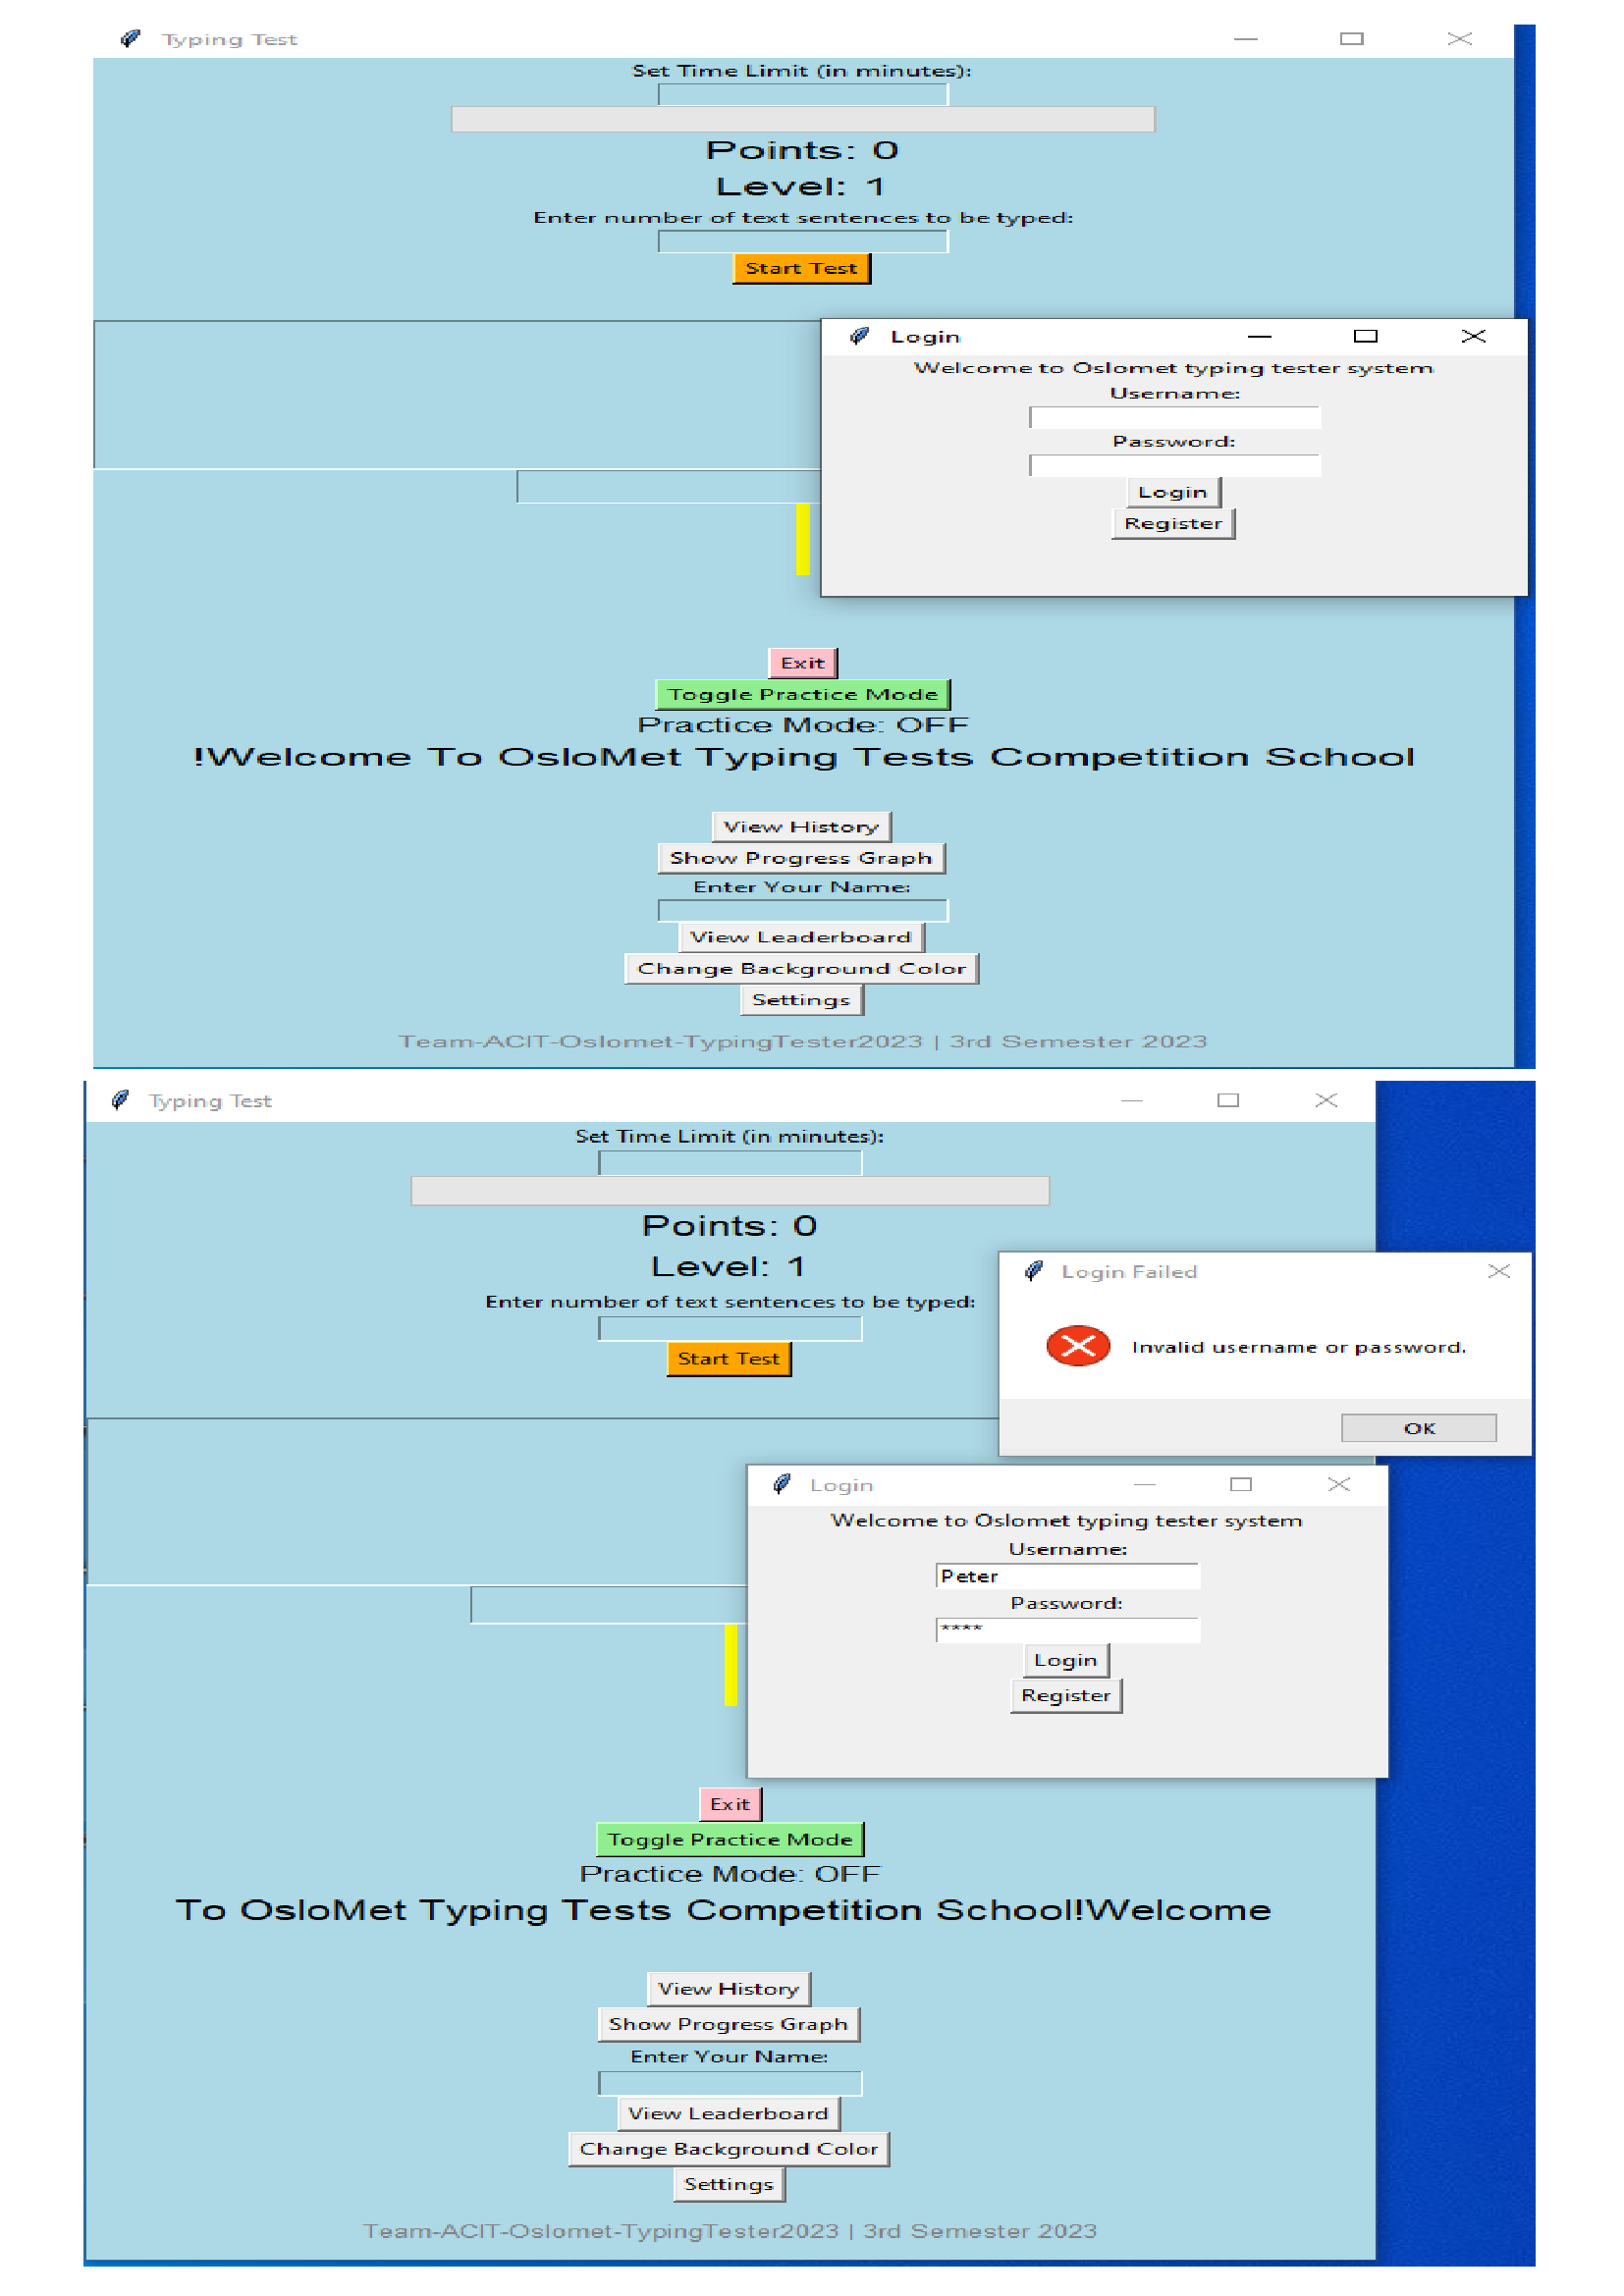 Typing Test
Set Time Limit (in minutes):
Points: 0
Level: 1
Enter number of text sentences to be typed:
Start Test
Login
Welcome to Oslomet typing tester system
Username:
Password:
Login
Register
Exit
Toggle Practice Mode
Practice Mode: OFF
!Welcome To OsloMet Typing Tests Competition School
View History
Show Progress Graph
Enter Your Name:
View Leaderboard
Change Background Color
Settings
Team-ACIT-Oslomet-TypingTester2023 | 3rd Semester 2023
Typing Test
Set Time Limit (in minutes):
Points: 0
Level: 1
Enter number of text sentences to be typed:
Start Test
Login Failed
Invalid username or password.
OK
Login
Welcome to Oslomet typing tester system
Username:
Peter
Password:
****
Login
Register
Exit
Toggle Practice Mode
Practice Mode: OFF
To OsloMet Typing Tests Competition School!Welcome
View History
Show Progress Graph
Enter Your Name:
View Leaderboard
Change Background Color
Settings
Team-ACIT-Oslomet-TypingTester2023 | 3rd Semester 2023